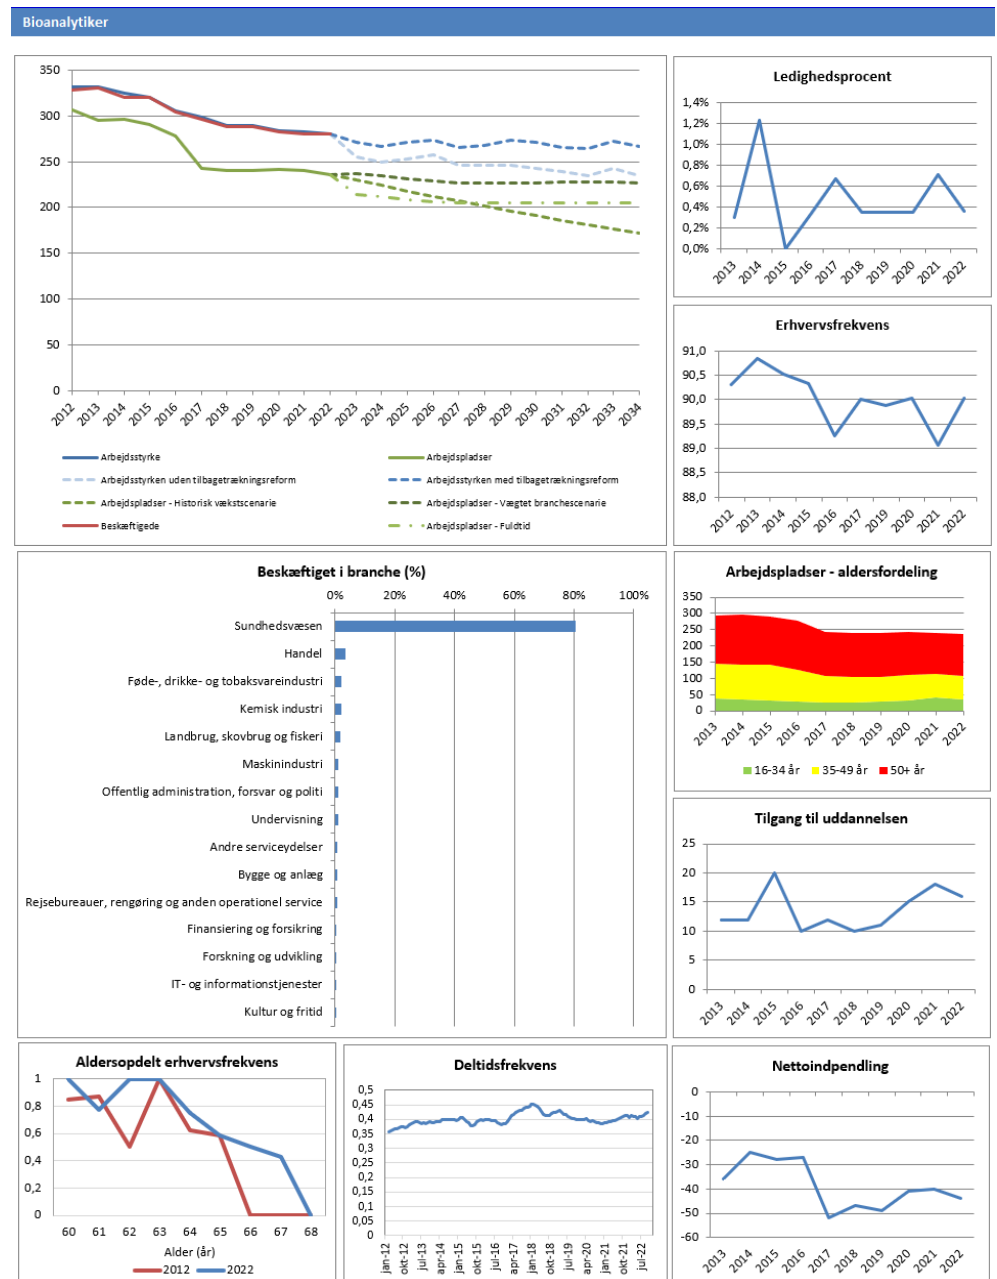 Bioanalytiker
350
300
250
200
150
100
50
0
2012 2013 2014 2015 2016 2017 2018 2019 2020 2021 2022 2023 2024 2025 2026 2027 2028 2029 2030 2031 2032 2033 2034
Arbejdsstyrke
Arbejdspladser
Arbejdsstyrken uden tilbagetrækningsreform
Arbejdsstyrken med tilbagetrækningsreform
Arbejdspladser - Historisk vækstscenarie
Arbejdspladser - Vægtet branchescenarie
Beskæftigede
Arbejdspladser - Fuldtid
Ledighedsprocent
1,4%
1,2%
1,0%
0,8%
0,6%
0,4%
0,2%
0,0%
2013 2014 2015 2016 2017 2018 2019 2020 2021 2022
Erhvervsfrekvens
91,0
90,5
90,0
89,5
89,0
88,5
88,0
2012 2013 2014 2015 2016 2017 2018 2019 2020 2021 2022
Beskæftiget i branche (%)
0% 20% 40% 60% 80% 100%
Sundhedsvæsen
Handel
Føde-, drikke- og tobaksvareindustri
Kemisk industri
Landbrug, skovbrug og fiskeri
Maskinindustri
Offentlig administration, forsvar og politi
Undervisning
Andre serviceydelser
Bygge og anlæg
Rejsebureauer, rengøring og anden operationel service
Finansiering og forsikring
Forskning og udvikling
IT- og informationstjenester
Kultur og fritid
Arbejdspladser - aldersfordeling
350
300
250
200
150
100
50
0
2013 2014 2015 2016 2017 2018 2019 2020 2021 2022
16-34 år 35-49 år 50+ år
Tilgang til uddannelsen
25
20
15
10
5
0
2013 2014 2015 2016 2017 2018 2019 2020 2021 2022
Aldersopdelt erhvervsfrekvens
1
0,8
0,6
0,4
0,2
0
60 61 62 63 64 65 66 67 68
Alder (år)
2012 2022
Deltidsfrekvens
0,5
0,45
0,4
0,35
0,3
0,25
0,2
0,15
0,1
0,05
0
jan-12 okt-12 jul-13 apr-14 jan-15 okt-15 jul-16 apr-17 jan-18 okt-18 jul-19 apr-20 jan-21 okt-21 jul-22
Nettoindpendling
0
-10
-20
-30
-40
-50
-60
2013 2014 2015 2016 2017 2018 2019 2020 2021 2022